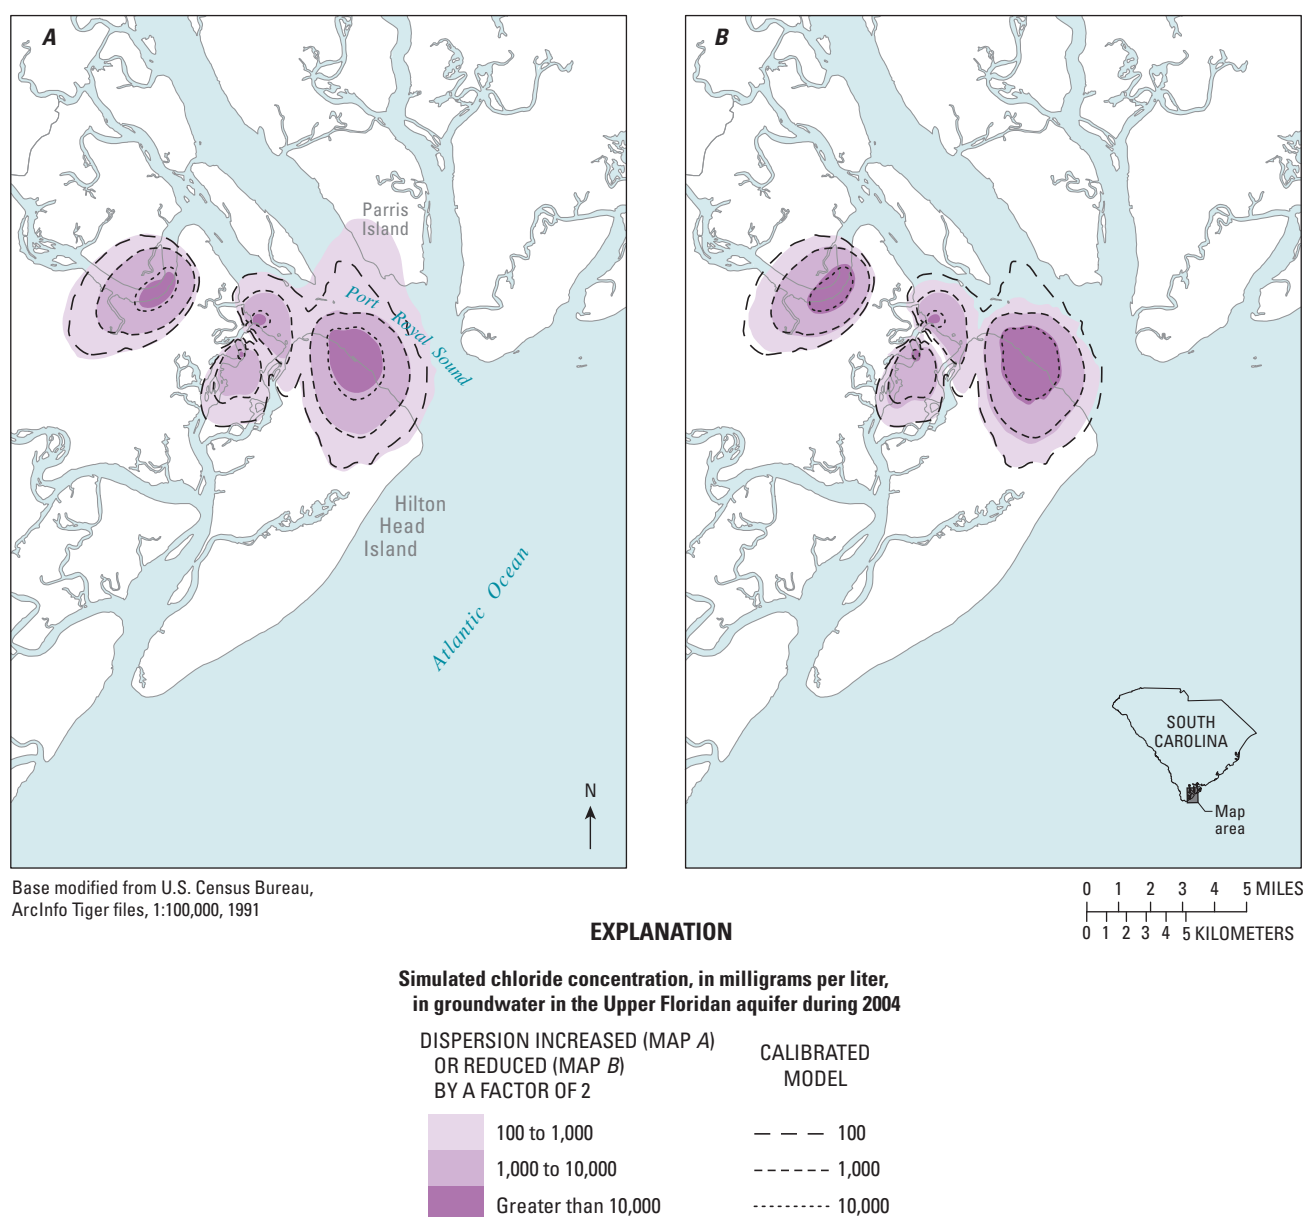 A
Parris
Island
Port Royal Sound
Hilton
Head
Island
Atlantic Ocean
N
B
SOUTH
CAROLINA
Map
area
Base modified from U.S. Census Bureau,
ArcInfo Tiger files, 1:100,000, 1991
0 1 2 3 4 5 MILES
0 1 2 3 4 5 KILOMETERS
EXPLANATION
Simulated chloride concentration, in milligrams per liter,
in groundwater in the Upper Floridan aquifer during 2004
DISPERSION INCREASED (MAP A)
OR REDUCED (MAP B)
BY A FACTOR OF 2
100 to 1,000
1,000 to 10,000
Greater than 10,000
CALIBRATED
MODEL
100
1,000
10,000